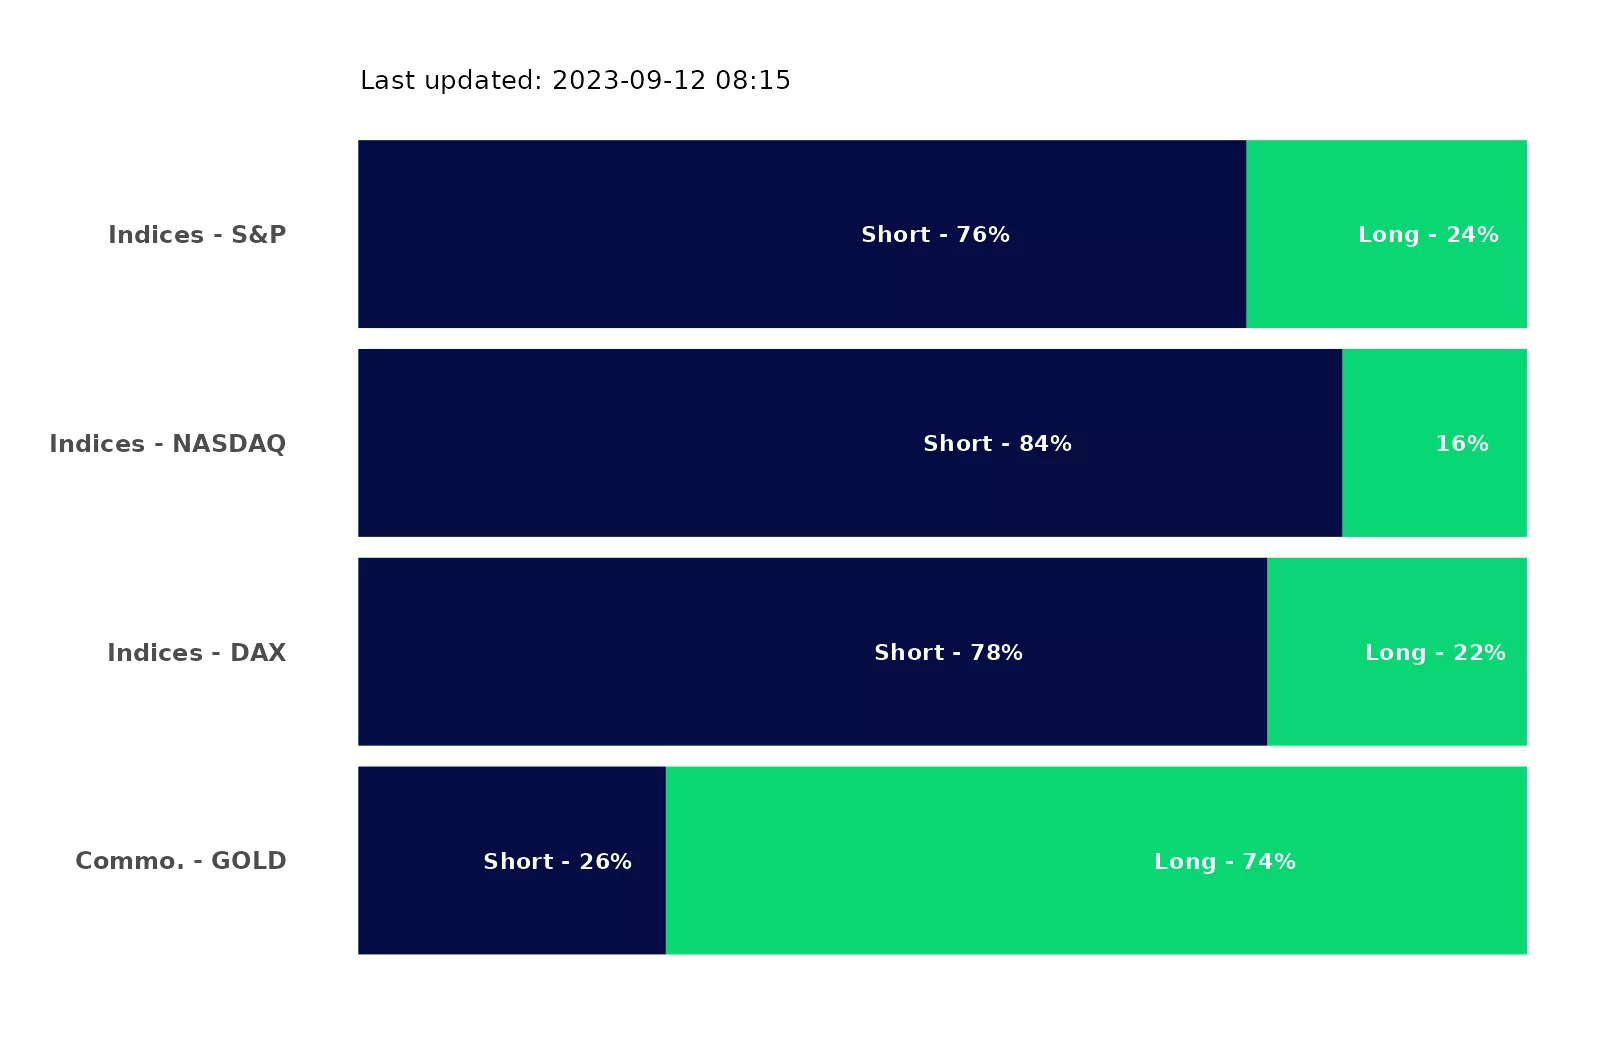 Last updated: 2023-09-12 08:15
Indices - S&P Short - 76% Long - 24%
Indices - NASDAQ Short - 84% 16%
Indices - DAX Short - 78% Long - 22%
Commo. - GOLD Short - 26% Long - 74%